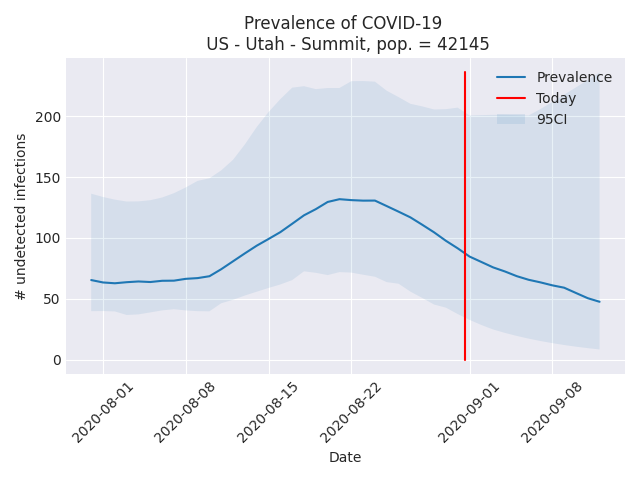 Prevalence of COVID-19
US - Utah - Summit, pop. = 42145
Prevalence
Today
95CI
# undetected infections
200
150
100
50
0
2020-08-01
2020-08-08
2020-08-15
2020-08-22
2020-09-01
2020-09-08
Date